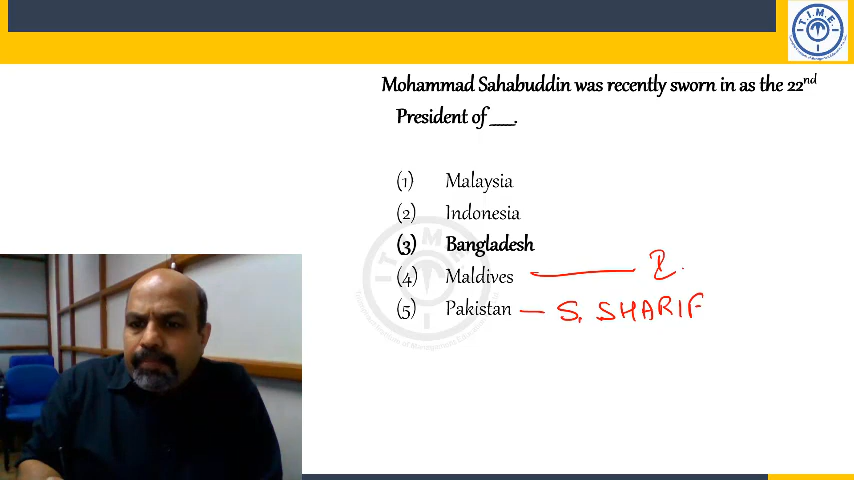 T.I.M.E.
Mohammad Sahabuddin was recently sworn in as the 22nd
President of ___.
(1) Malaysia
(2) Indonesia
(3) Bangladesh
(4) Maldives
(5) Pakistan — S. SHARIF